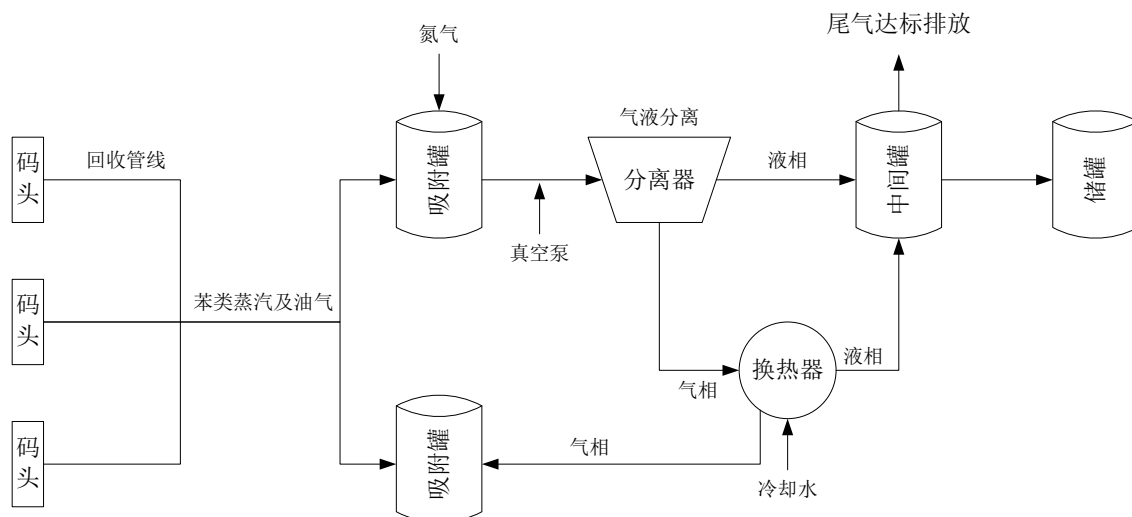 尾气达标排放
氮气
气液分离
码头
回收管线
吸附罐
分离器
液相
中间罐
储罐
真空泵
码头
苯类蒸汽及油气
换热器
液相
气相
码头
吸附罐
气相
冷却水